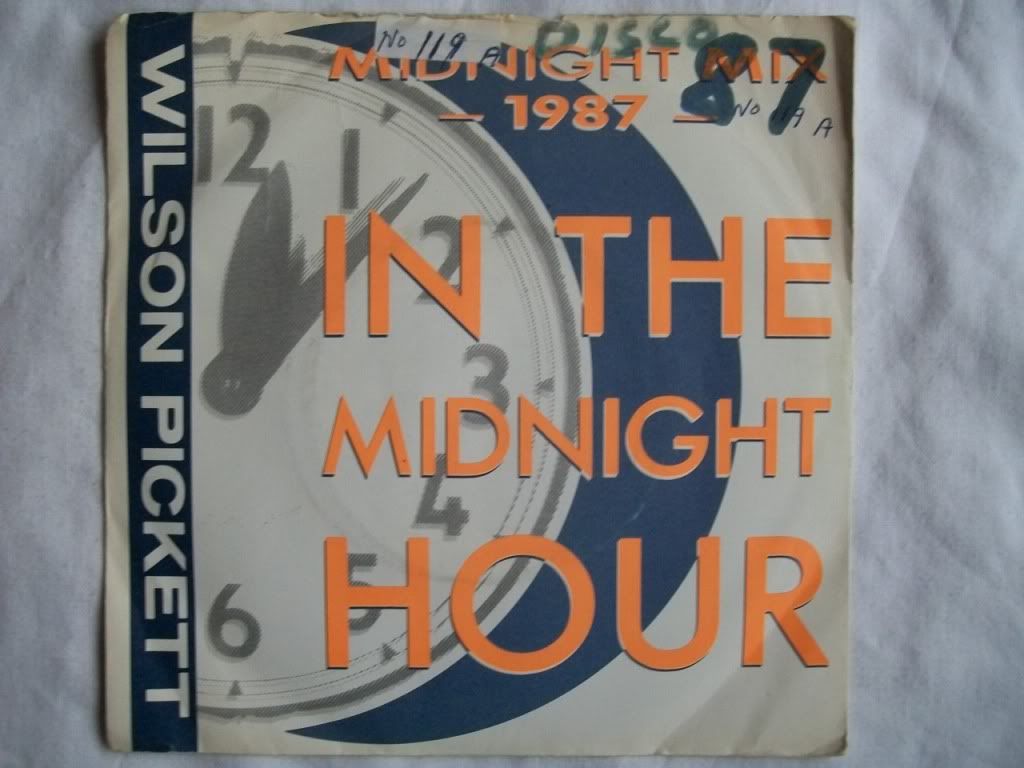 WILSON PICKETT
No 119 A
DISCO
87
MIDNIGHT MIX
1987
No 119 A
IN THE
MIDNIGHT
HOUR
12
1
2
3
4
5
6